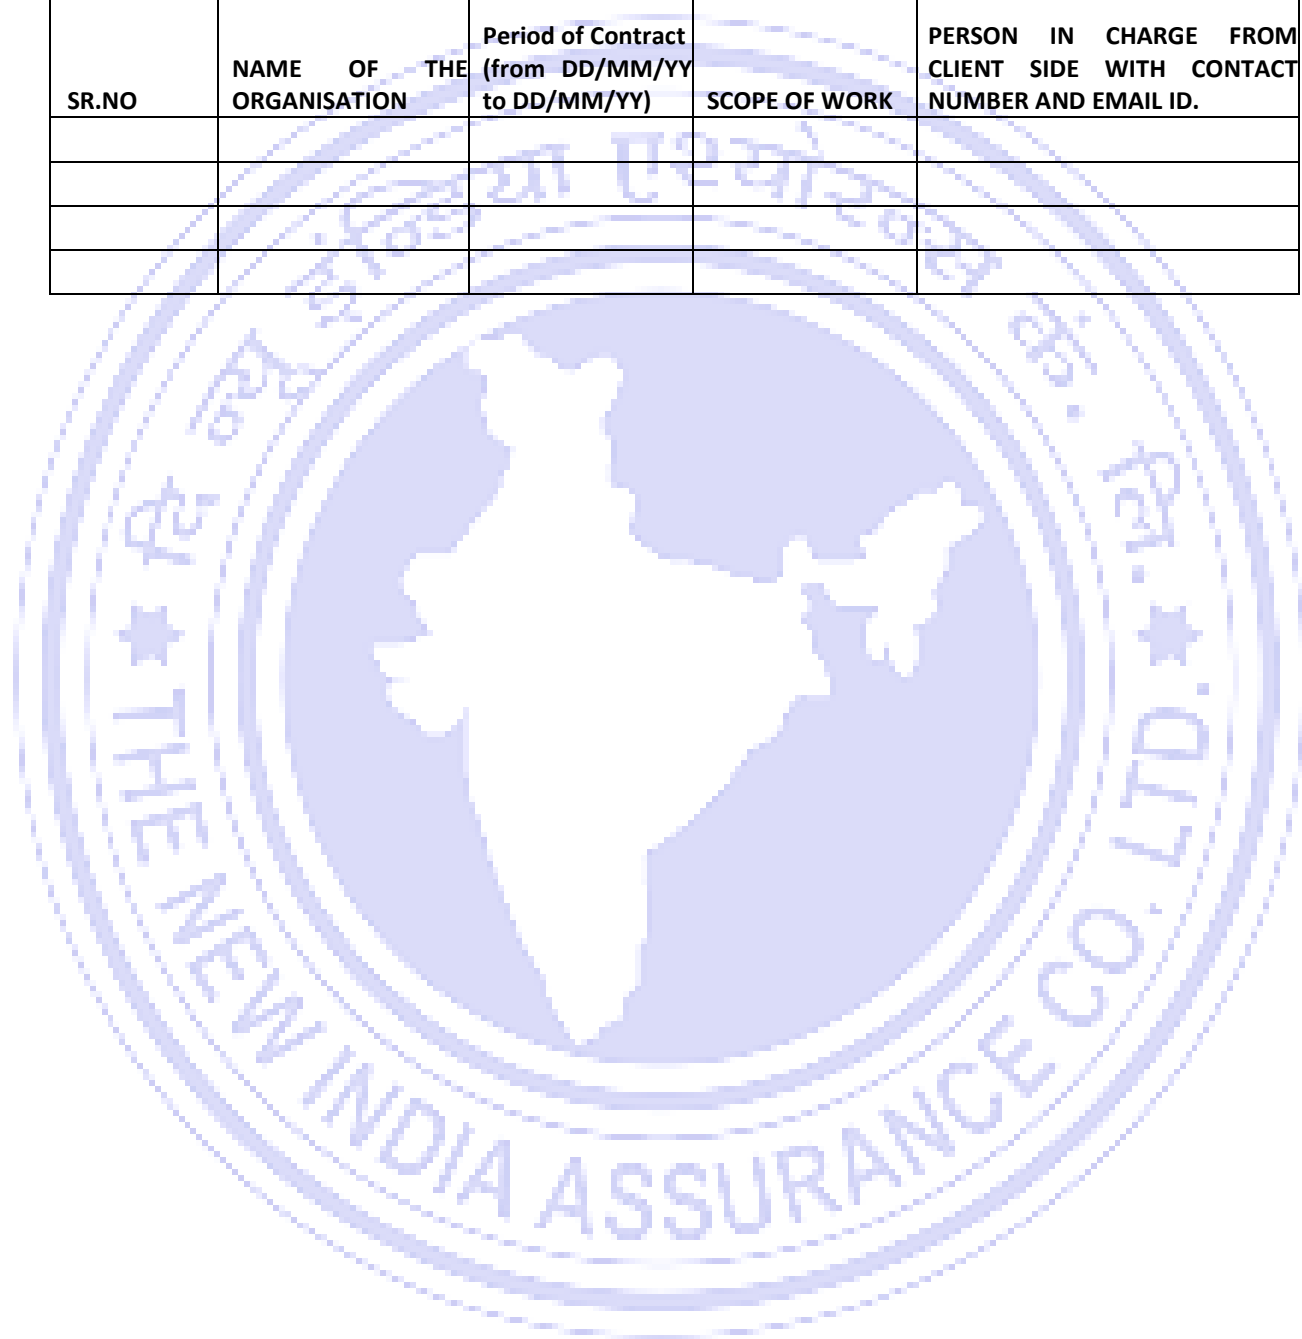 SR.NO
NAME OF THE
ORGANISATION
Period of Contract
(from DD/MM/YY
to DD/MM/YY)
SCOPE OF WORK
PERSON IN CHARGE FROM
CLIENT SIDE WITH CONTACT
NUMBER AND EMAIL ID.
दि न्यू इंन्डिया एश्योरन्स कं. लि.
THE NEW INDIA ASSURANCE CO. LTD.